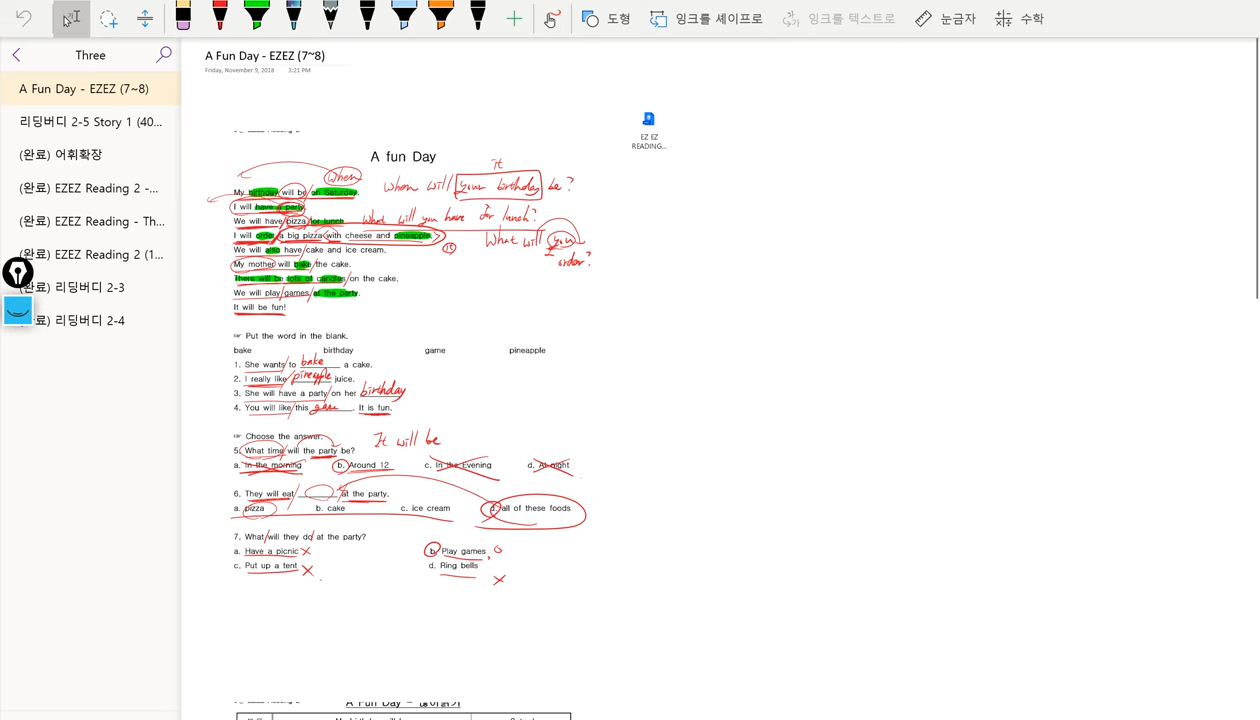 도형
잉크를 셰이프로
잉크를 텍스트로
눈금자
수학
Three
A Fun Day - EZEZ (7~8)
리딩버디 2-5 Story 1 (40...
(완료) 어휘확장
(완료) EZEZ Reading 2 -...
(완료) EZEZ Reading - Th...
(완료) EZEZ Reading 2 (1...
료) 리딩버디 2-3
료) 리딩버디 2-4
A Fun Day - EZEZ (7~8)
Friday, November 9, 2018 3:21 PM
EZ EZ
READING...
A fun Day
when
it
When will your birthday be?
My birthday will be on Saturday.
I will have a party.
We will have pizza for lunch
What will you have for lunch?
I will order a big pizza with cheese and pineapple.
What will you
order?
We will also have cake and ice cream.
My mother will bake the cake.
There will be lots of candles on the cake.
We will play games at the party.
It will be fun!
☞ Put the word in the blank.
bake birthday game pineapple
1. She wants to bake a cake.
2. I really like pineapple juice.
3. She will have a party on her birthday
4. You will like this game. It is fun.
☞ Choose the answer.
It will be
5. What time will the party be?
a. In the morning b. Around 12 c. In the Evening d. At night
6. They will eat ______ at the party.
a. pizza b. cake c. ice cream d. all of these foods
7. What will they do at the party?
a. Have a picnic b. Play games
c. Put up a tent d. Ring bells